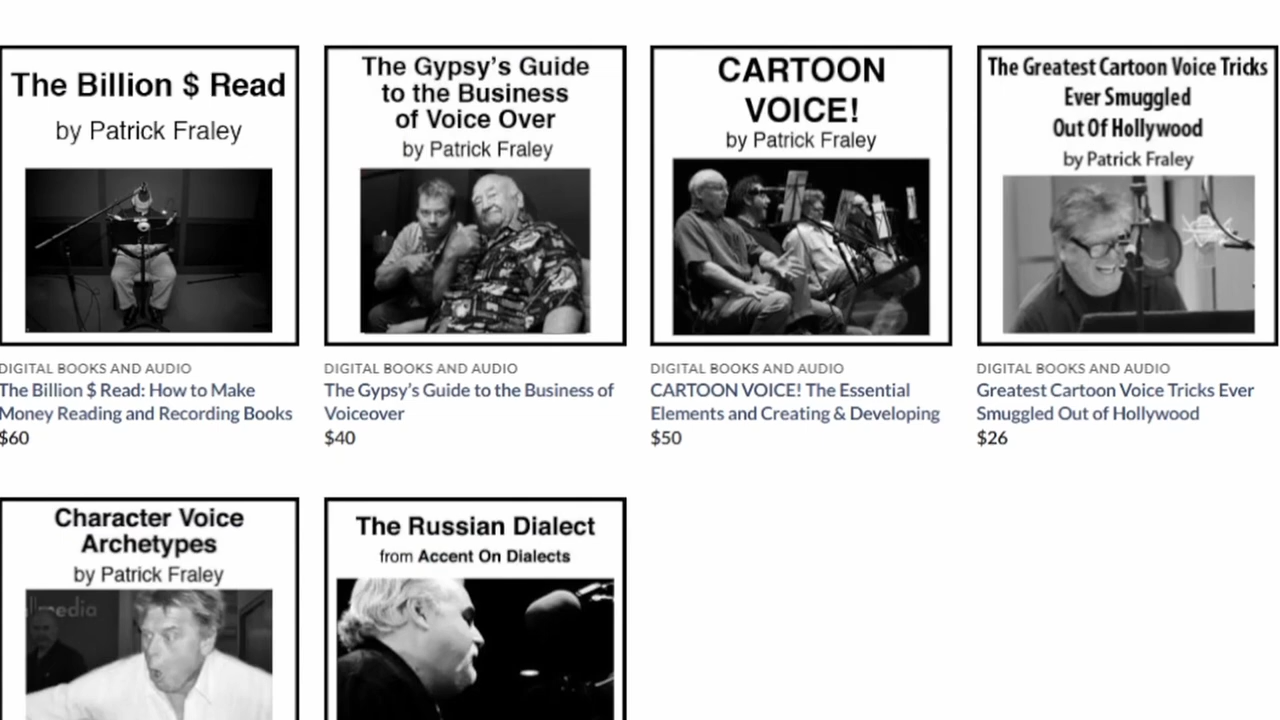 The Billion $ Read
by Patrick Fraley
DIGITAL BOOKS AND AUDIO
The Billion $ Read: How to Make
Money Reading and Recording Books
$60
The Gypsy’s Guide
to the Business
of Voice Over
by Patrick Fraley
DIGITAL BOOKS AND AUDIO
The Gypsy’s Guide to the Business of
Voiceover
$40
CARTOON
VOICE!
by Patrick Fraley
DIGITAL BOOKS AND AUDIO
CARTOON VOICE! The Essential
Elements and Creating & Developing
$50
The Greatest Cartoon Voice Tricks
Ever Smuggled
Out Of Hollywood
by Patrick Fraley
DIGITAL BOOKS AND AUDIO
Greatest Cartoon Voice Tricks Ever
Smuggled Out of Hollywood
$26
Character Voice
Archetypes
by Patrick Fraley
The Russian Dialect
from Accent On Dialects